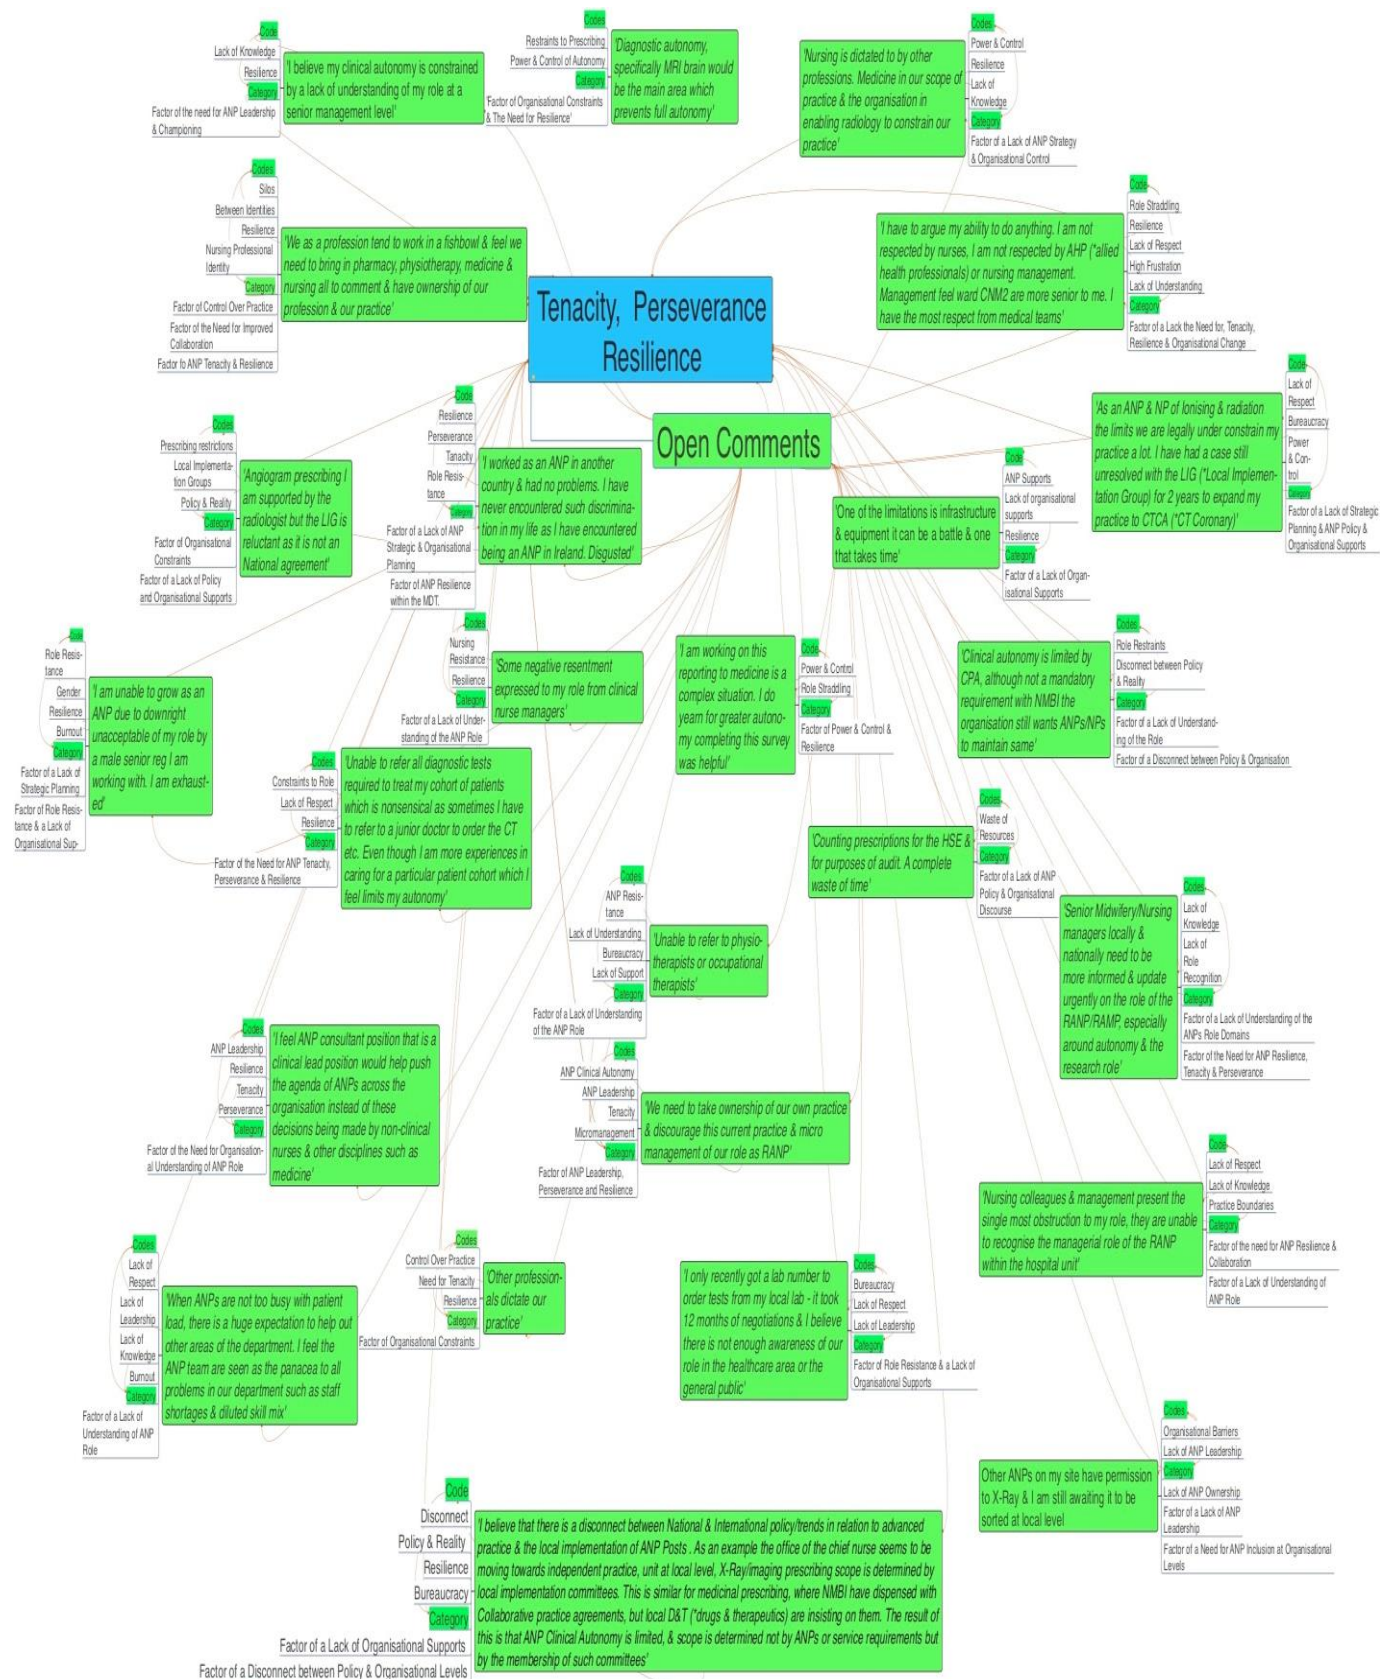 Code
Lack of Knowledge
Resilience
Category
Factor of the need for ANP Leadership
& Championing
'I believe my clinical autonomy is constrained
by a lack of understanding of my role at a
senior management level'
Codes
Restraints to Prescribing
Power & Control of Autonomy
Category
'Factor of Organisational Constraints
& The Need for Resilience'
'Diagnostic autonomy,
specifically MRI brain would
be the main area which
prevents full autonomy'
'Nursing is dictated to by other
professions. Medicine in our scope of
practice & the organisation in
enabling radiology to constrain our
practice'
Codes
Power & Control
Resilience
Lack of
Knowledge
Category
Factor of a Lack of ANP Strategy
& Organisational Control
Codes
Silos
Between Identities
Resilience
Nursing Professional
Identity
Category
Factor of Control Over Practice
Factor of the Need for Improved
Collaboration
Factor fo ANP Tenacity & Resilience
'We as a profession tend to work in a fishbowl & feel we
need to bring in pharmacy, physiotherapy, medicine &
nursing all to comment & have ownership of our
profession & our practice'
Tenacity, Perseverance
Resilience
'I have to argue my ability to do anything. I am not
respected by nurses, I am not respected by AHP (*allied
health professionals) or nursing management.
Management feel ward CNM2 are more senior to me. I
have the most respect from medical teams'
Code
Role Straddling
Resilience
Lack of Respect
High Frustration
Lack of Understanding
Category
Factor of a Lack the Need for, Tenacity,
Resilience & Organisational Change
Open Comments
Codes
Prescribing restrictions
Local Implementa-
tion Groups
Policy & Reality
Category
Factor of Organisational
Constraints
Factor of a Lack of Policy
and Organisational Supports
'Angiogram prescribing I
am supported by the
radiologist but the LIG is
reluctant as it is not an
National agreement'
Code
Resilience
Perseverance
Tanacity
Role Resis-
tance
Category
Factor of a Lack of ANP
Strategic & Organisational
Planning
Factor of ANP Resilience
within the MDT.
'I worked as an ANP in another
country & had no problems. I have
never encountered such discrimina-
tion in my life as I have encountered
being an ANP in Ireland. Disgusted'
'One of the limitations is infrastructure
& equipment it can be a battle & one
that takes time'
Code
ANP Supports
Lack of organisational
supports
Resilience
Category
Factor of a Lack of Organ-
isational Supports
'As an ANP & NP of Ionising & radiation
the limits we are legally under constrain my
practice a lot. I have had a case still
unresolved with the LIG (*Local Implemen-
tation Group) for 2 years to expand my
practice to CTCA (*CT Coronary)'
Code
Lack of
Respect
Bureaucracy
Power
& Con-
trol
Category
Factor of a Lack of Strategic
Planning & ANP Policy &
Organisational Supports
Code
Role Resis-
tance
Gender
Resilience
Burnout
Category
Factor of a Lack of
Strategic Planning
Factor of Role Resis-
tance & a Lack of
Organisational Sup-
'I am unable to grow as an
ANP due to downright
unacceptable of my role by
a male senior reg I am
working with. I am exhaust-
ed'
Codes
Nursing
Resistance
Resilience
Category
Factor of a Lack of Under-
standing of the ANP Role
'Some negative resentment
expressed to my role from clinical
nurse managers'
'I am working on this
reporting to medicine is a
complex situation. I do
yearn for greater autono-
my completing this survey
was helpful'
Code
Power & Control
Role Straddling
Category
Factor of Power & Control &
Resilience
'Clinical autonomy is limited by
CPA, although not a mandatory
requirement with NMBI the
organisation still wants ANPs/NPs
to maintain same'
Codes
Role Restraints
Disconnect between Policy
& Reality
Category
Factor of a Lack of Understand-
ing of the Role
Factor of a Disconnect between Policy & Organisation
Codes
Constraints to Role
Lack of Respect
Resilience
Category
Factor of the Need for ANP Tenacity,
Perseverance & Resilience
'Unable to refer all diagnostic tests
required to treat my cohort of patients
which is nonsensical as sometimes I have
to refer to a junior doctor to order the CT
etc. Even though I am more experiences in
caring for a particular patient cohort which I
feel limits my autonomy'
'Counting prescriptions for the HSE &
for purposes of audit. A complete
waste of time'
Codes
Waste of
Resources
Category
Factor of a Lack of ANP
Policy & Organisational
Discourse
Codes
ANP Resis-
tance
Lack of Understanding
Bureaucracy
Lack of Support
Category
Factor of a Lack of Understanding
of the ANP Role
'Unable to refer to physio-
therapists or occupational
therapists'
'Senior Midwifery/Nursing
managers locally &
nationally need to be
more informed & update
urgently on the role of the
RANP/RAMP, especially
around autonomy & the
research role'
Codes
Lack of
Knowledge
Lack of
Role
Recognition
Category
Factor of a Lack of Understanding of the
ANPs Role Domains
Factor of the Need for ANP Resilience,
Tenacity & Perseverance
Codes
ANP Leadership
Resilience
Tenacity
Perseverance
Category
Factor of the Need for Organisation-
al Understanding of ANP Role
'I feel ANP consultant position that is a
clinical lead position would help push
the agenda of ANPs across the
organisation instead of these
decisions being made by non-clinical
nurses & other disciplines such as
medicine'
Codes
ANP Clinical Autonomy
ANP Leadership
Tenacity
Micromanagement
Category
Factor of ANP Leadership,
Perseverance and Resilience
'We need to take ownership of our own practice
& discourage this current practice & micro
management of our role as RANP'
'Nursing colleagues & management present the
single most obstruction to my role, they are unable
to recognise the managerial role of the RANP
within the hospital unit'
Code
Lack of Respect
Lack of Knowledge
Practice Boundaries
Category
Factor of the need for ANP Resilience &
Collaboration
Factor of a Lack of Understanding of
ANP Role
Codes
Lack of
Respect
Lack of
Leadership
Lack of
Knowledge
Burnout
Category
Factor of a Lack of
Understanding of ANP
Role
'When ANPs are not too busy with patient
load, there is a huge expectation to help out
other areas of the department. I feel the
ANP team are seen as the panacea to all
problems in our department such as staff
shortages & diluted skill mix'
Codes
Control Over Practice
Need for Tenacity
Resilience
Category
Factor of Organisational Constraints
'Other profession-
als dictate our
practice'
'I only recently got a lab number to
order tests from my local lab - it took
12 months of negotiations & I believe
there is not enough awareness of our
role in the healthcare area or the
general public'
Codes
Bureaucracy
Lack of Respect
Lack of Leadership
Category
Factor of Role Resistance & a Lack of
Organisational Supports
Other ANPs on my site have permission
to X-Ray & I am still awaiting it to be
sorted at local level
Codes
Organisational Barriers
Lack of ANP Leadership
Category
Lack of ANP Ownership
Factor of a Lack of ANP
Leadership
Factor of a Need for ANP Inclusion at Organisational
Levels
Code
Disconnect
Policy & Reality
Resilience
Bureaucracy
Category
Factor of a Lack of Organisational Supports
Factor of a Disconnect between Policy & Organisational Levels
'I believe that there is a disconnect between National & International policy/trends in relation to advanced
practice & the local implementation of ANP Posts . As an example the office of the chief nurse seems to be
moving towards independent practice, unit at local level, X-Ray/imaging prescribing scope is determined by
local implementation committees. This is similar for medicinal prescribing, where NMBI have dispensed with
Collaborative practice agreements, but local D&T (*drugs & therapeutics) are insisting on them. The result of
this is that ANP Clinical Autonomy is limited, & scope is determined not by ANPs or service requirements but
by the membership of such committees'